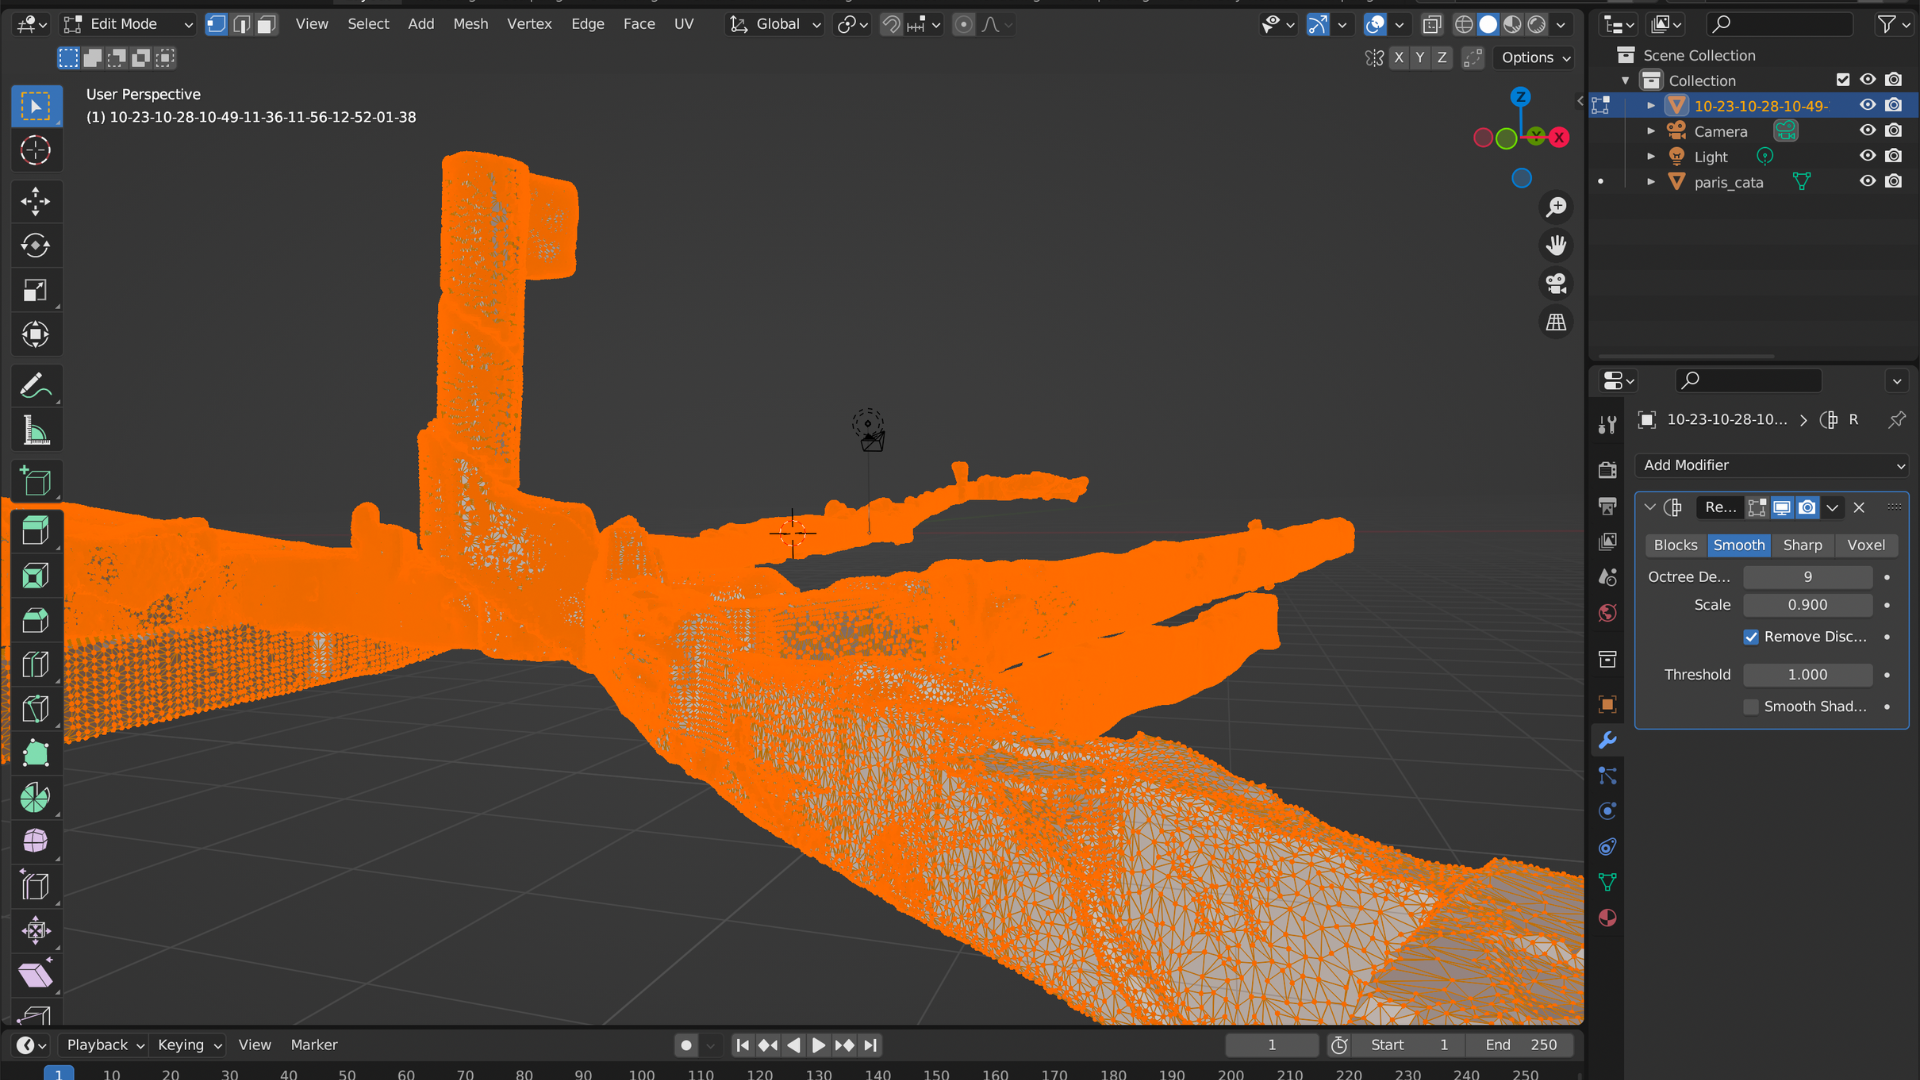 Edit Mode View Select Add Mesh Vertex Edge Face UV Global
X Y Z Options
User Perspective
(1) 10-23-10-28-10-49-11-36-11-56-12-52-01-38
Z
Y X
Scene Collection
Collection
10-23-10-28-10-49-
Camera
Light
paris_cata
10-23-10-28-10... R
Add Modifier
Re...
Blocks Smooth Sharp Voxel
Octree De... 9
Scale 0.900
Remove Disc...
Threshold 1.000
Smooth Shad...
Playback Keying View Marker 1 Start 1 End 250
1 10 20 30 40 50 60 70 80 90 100 110 120 130 140 150 160 170 180 190 200 210 220 230 240 250